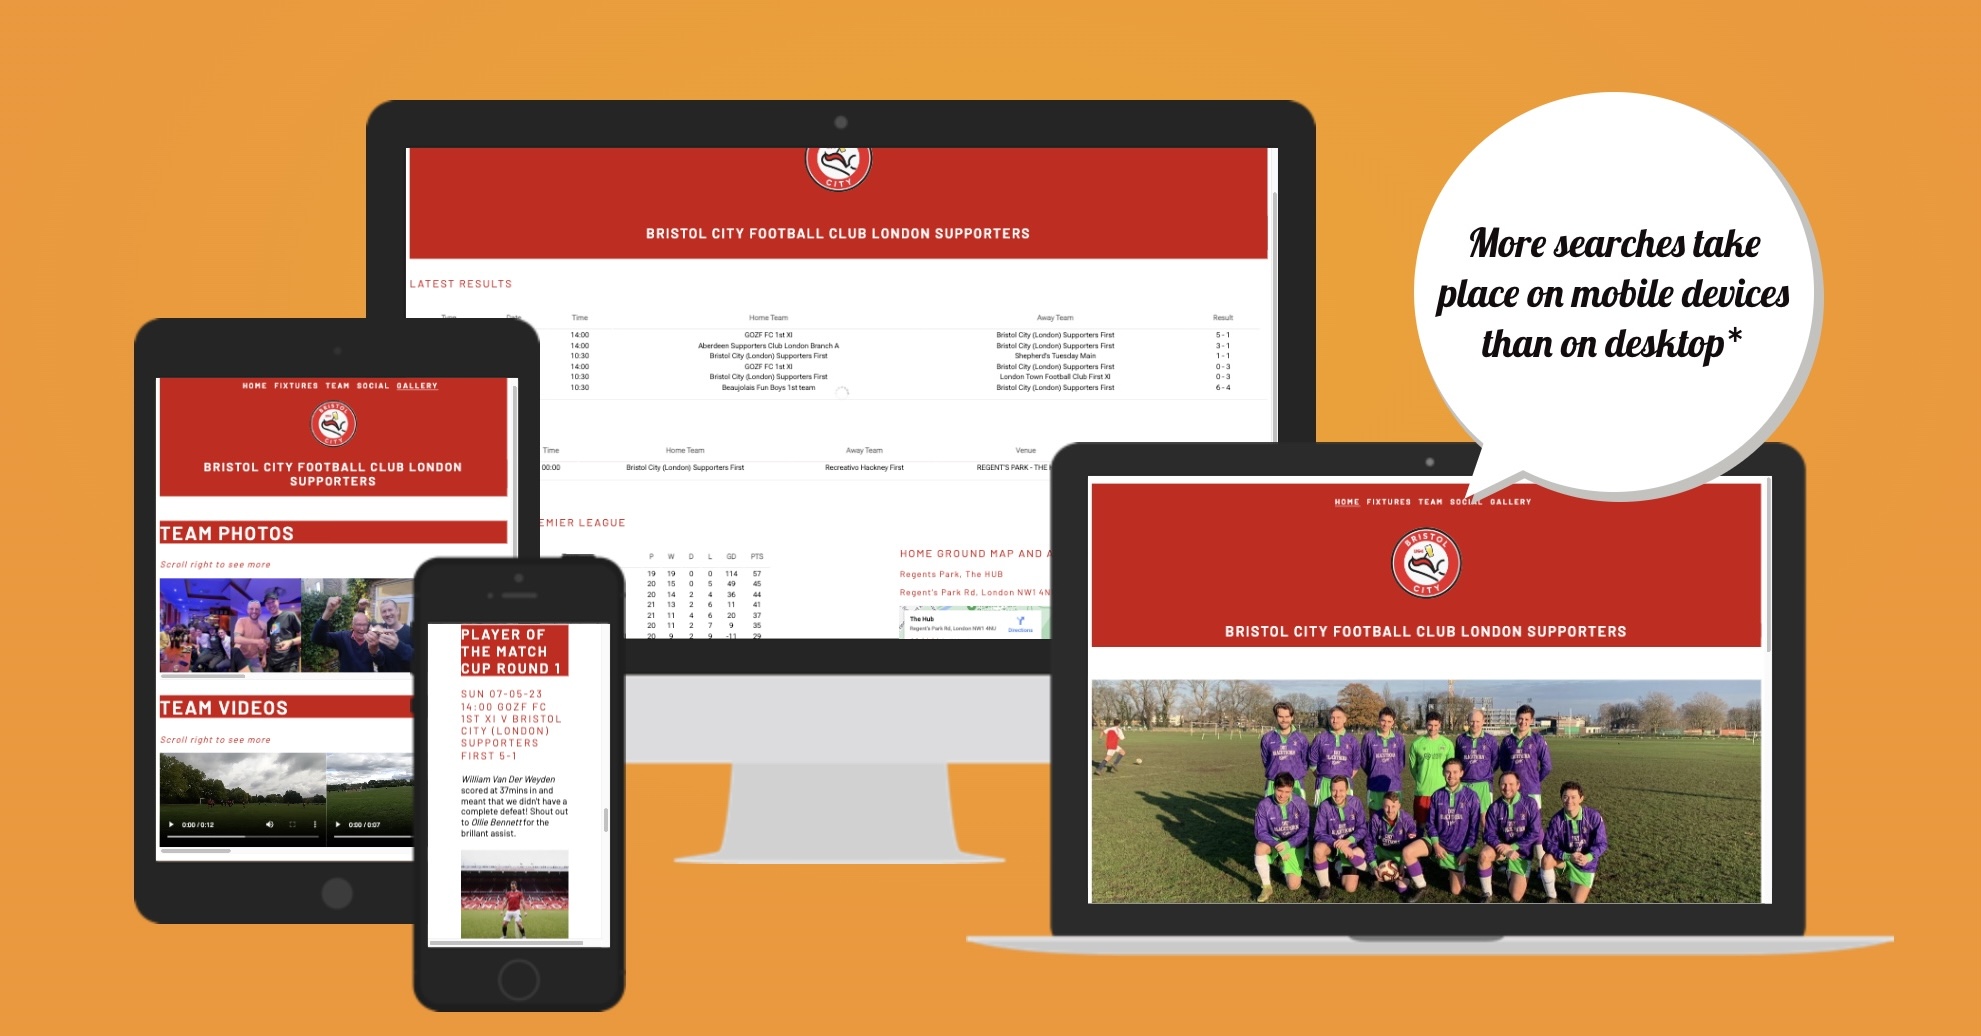 CITY
BRISTOL CITY FOOTBALL CLUB LONDON SUPPORTERS
LATEST RESULTS
Time Home Team Away Team Result
14:00 GOZF FC 1st XI Bristol City (London) Supporters First 5 - 1
14:00 Aberdeen Supporters Club London Branch A Bristol City (London) Supporters First 3 - 1
10:30 Bristol City (London) Supporters First Shepherd's Tuesday Main 1 - 1
14:00 GOZF FC 1st XI Bristol City (London) Supporters First 0 - 3
10:30 Bristol City (London) Supporters First London Town Football Club First XI 0 - 3
10:30 Beaujolais Fun Boys 1st team Bristol City (London) Supporters First 6 - 4
Time Home Team Away Team Venue
00:00 Bristol City (London) Supporters First Recreativo Hackney First REGENT'S PARK - THE
EMIER LEAGUE
P W D L GD PTS
19 19 0 0 114 57
20 15 0 5 49 45
20 14 2 4 36 44
21 13 2 6 11 41
21 11 4 6 20 37
20 11 2 7 9 35
20 9 2 9 -11 29
HOME GROUND MAP AND A
Regents Park, The HUB
Regent's Park Rd, London NW1 4N
The Hub
Regent's Park Rd, London NW1 4NU
Directions
More searches take
place on mobile devices
than on desktop*
HOME FIXTURES TEAM SOCIAL GALLERY
BRISTOL
CITY
BRISTOL CITY FOOTBALL CLUB LONDON
SUPPORTERS
TEAM PHOTOS
Scroll right to see more
TEAM VIDEOS
Scroll right to see more
0:00 / 0:12
0:00 / 0:07
PLAYER OF
THE MATCH
CUP ROUND 1
SUN 07-05-23
14:00 GOZF FC
1ST XI V BRISTOL
CITY (LONDON)
SUPPORTERS
FIRST 5-1
William Van Der Weyden
scored at 37mins in and
meant that we didn't have a
complete defeat! Shout out
to Ollie Bennett for the
brillant assist.
HOME FIXTURES TEAM SOCIAL GALLERY
BRISTOL
CITY
BRISTOL CITY FOOTBALL CLUB LONDON SUPPORTERS